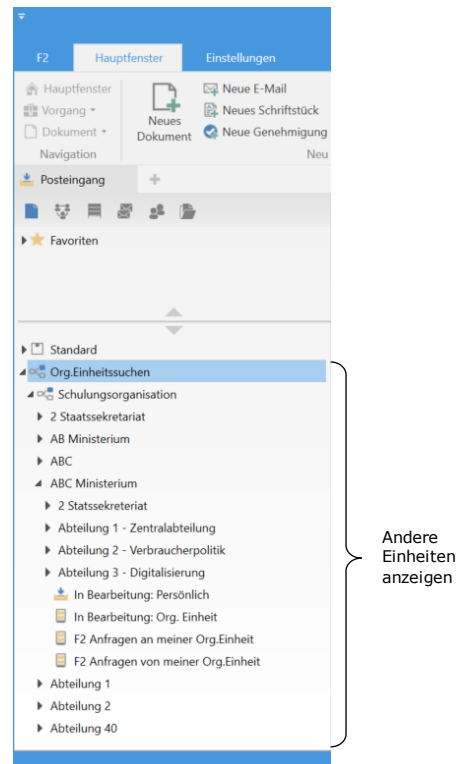 F2 Hauptfenster Einstellungen
Hauptfenster
Vorgang
Dokument
Navigation
Neues
Dokument
Neue E-Mail
Neues Schriftstück
Neue Genehmigung
Neu
Posteingang +
Favoriten
Standard
Org.Einheitssuchen
Schulungsorganisation
2 Staatssekretariat
AB Ministerium
ABC
ABC Ministerium
2 Statssekreteriat
Abteilung 1 - Zentralabteilung
Abteilung 2 - Verbraucherpolitik
Abteilung 3 - Digitalisierung
In Bearbeitung: Persönlich
In Bearbeitung: Org. Einheit
F2 Anfragen an meiner Org.Einheit
F2 Anfragen von meiner Org.Einheit
Abteilung 1
Abteilung 2
Abteilung 40
Andere
Einheiten
anzeigen